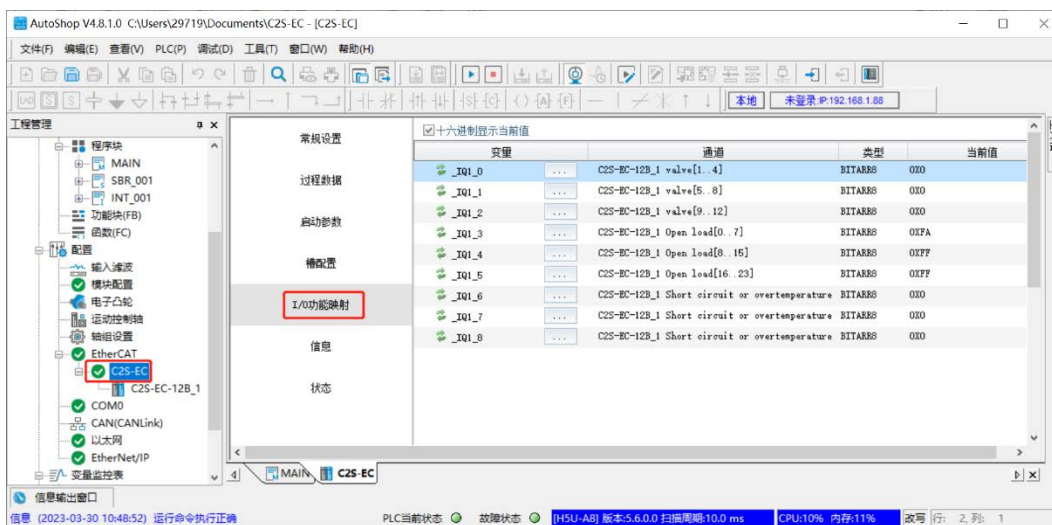 AutoShop V4.8.1.0 C:\Users\29719\Documents\C2S-EC - [C2S-EC]
文件(F) 编辑(E) 查看(V) PLC(P) 调试(D) 工具(T) 窗口(W) 帮助(H)
本地 未登录:IP:192.168.1.88
工程管理
程序块
MAIN
SBR_001
INT_001
功能块(FB)
函数(FC)
配置
输入滤波
模块配置
电子凸轮
运动控制轴
轴组设置
EtherCAT
C2S-EC
C2S-EC-12B_1
COM0
CAN(CANLink)
以太网
EtherNet/IP
变量监控表
常规设置
过程数据
启动参数
槽配置
I/O功能映射
信息
状态
十六进制显示当前值
变量 通道 类型 当前值
_IQ1_0 ... C2S-EC-12B_1 valve[1..4] BITARR8 0X0
_IQ1_1 ... C2S-EC-12B_1 valve[5..8] BITARR8 0X0
_IQ1_2 ... C2S-EC-12B_1 valve[9..12] BITARR8 0X0
_IQ1_3 ... C2S-EC-12B_1 Open load[0..7] BITARR8 0XFA
_IQ1_4 ... C2S-EC-12B_1 Open load[8..15] BITARR8 0XFF
_IQ1_5 ... C2S-EC-12B_1 Open load[16..23] BITARR8 0XFF
_IQ1_6 ... C2S-EC-12B_1 Short circuit or overtemperature BITARR8 0X0
_IQ1_7 ... C2S-EC-12B_1 Short circuit or overtemperature BITARR8 0X0
_IQ1_8 ... C2S-EC-12B_1 Short circuit or overtemperature BITARR8 0X0
MAIN C2S-EC
信息输出窗口
信息 (2023-03-30 10:48:52) 运行命令执行正确 PLC当前状态 故障状态 [H5U-A8] 版本:5.6.0.0 扫描周期:10.0 ms CPU:10% 内存:11% 改写 行: 2, 列: 1